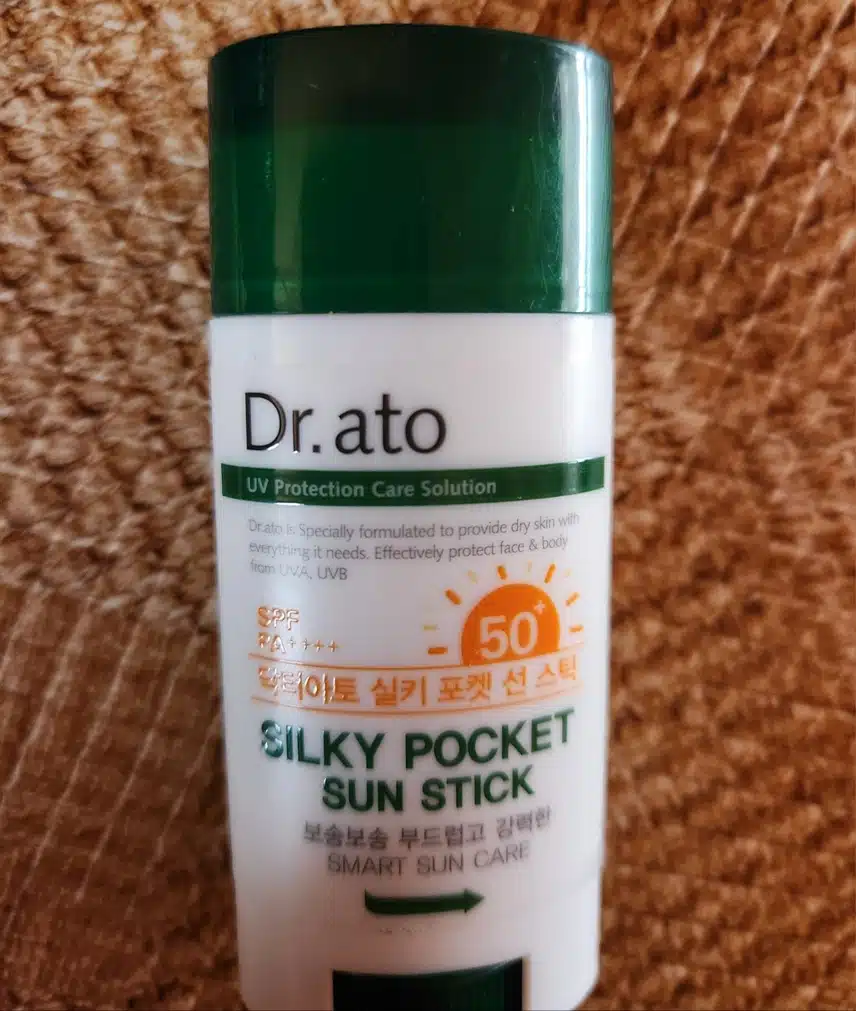 Dr.ato
UV Protection Care Solution
Dr.ato is Specially formulated to provide dry skin with
everything it needs. Effectively protect face & body
from UVA, UVB
SPF
PA++++
50+
닥터아토 실키 포켓 선 스틱
SILKY POCKET
SUN STICK
보송보송 부드럽고 강력한
SMART SUN CARE